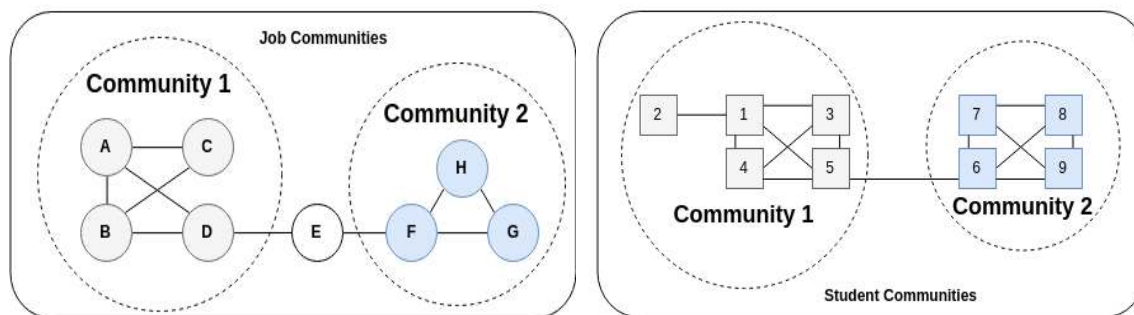 Job Communities
Community 1
Community 2
A
C
H
B
D
E
F
G
2
1
3
7
8
4
5
6
9
Community 1
Community 2
Student Communities